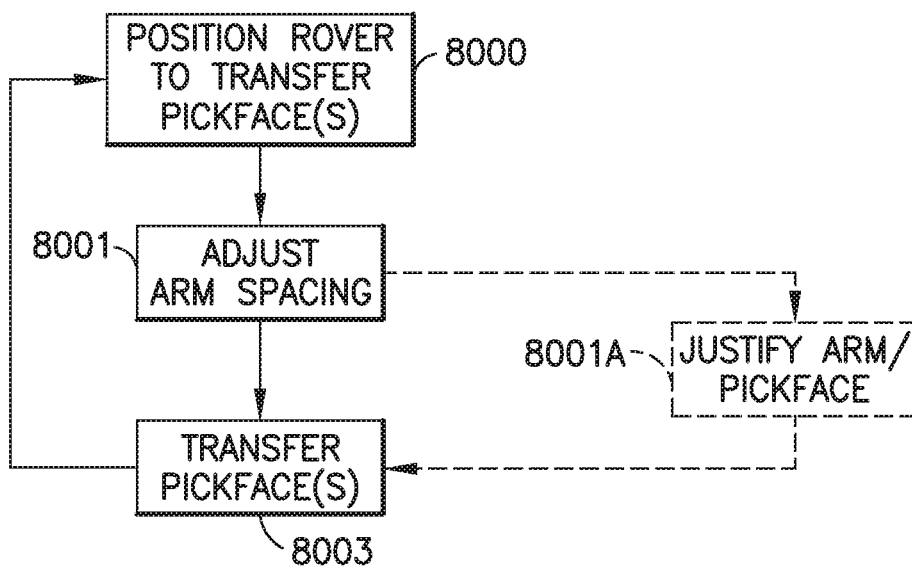 POSITION ROVER
TO TRANSFER
PICKFACE(S)
8000
8001
ADJUST
ARM SPACING
8001A
JUSTIFY ARM/
PICKFACE
TRANSFER
PICKFACE(S)
8003